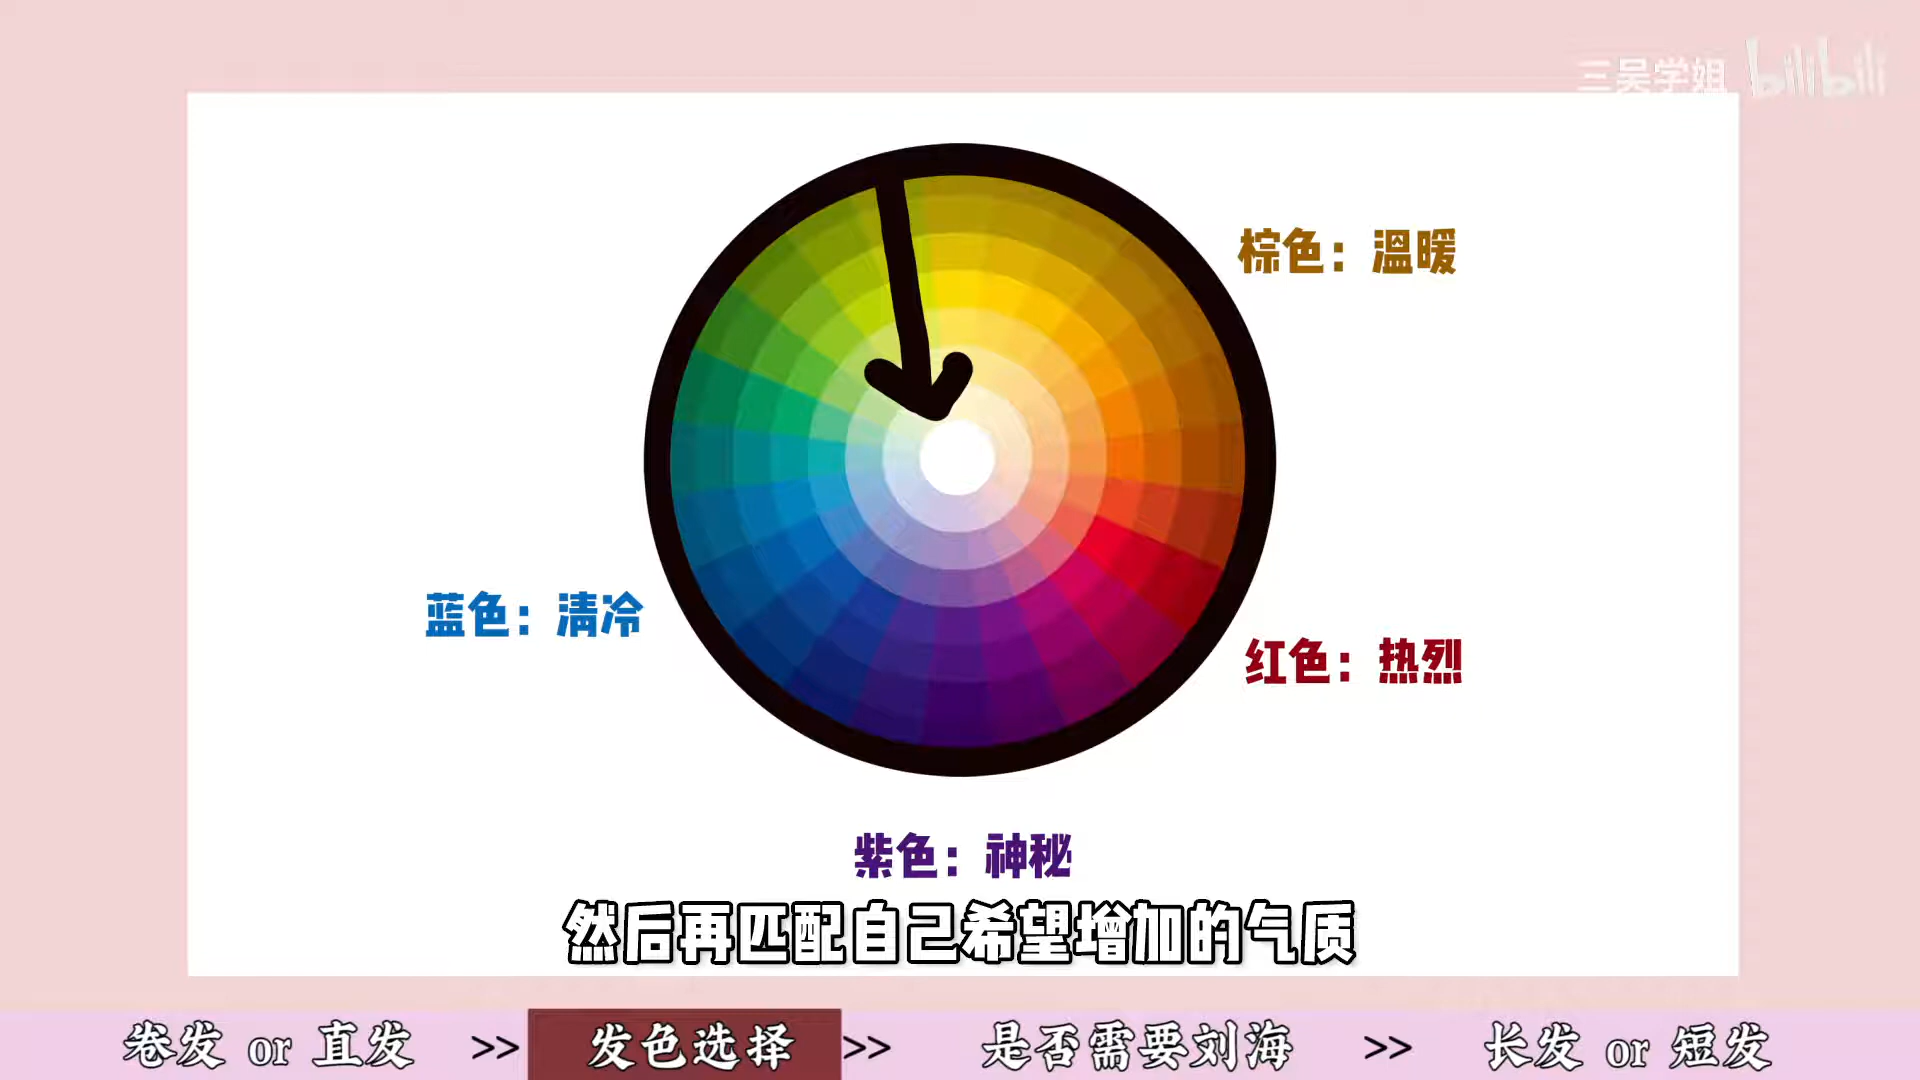 三吴学姐 bilibili
棕色：温暖
蓝色：清冷
红色：热烈
紫色：神秘
然后再匹配自己希望增加的气质
卷发 or 直发 >> 发色选择 >> 是否需要刘海 >> 长发 or 短发